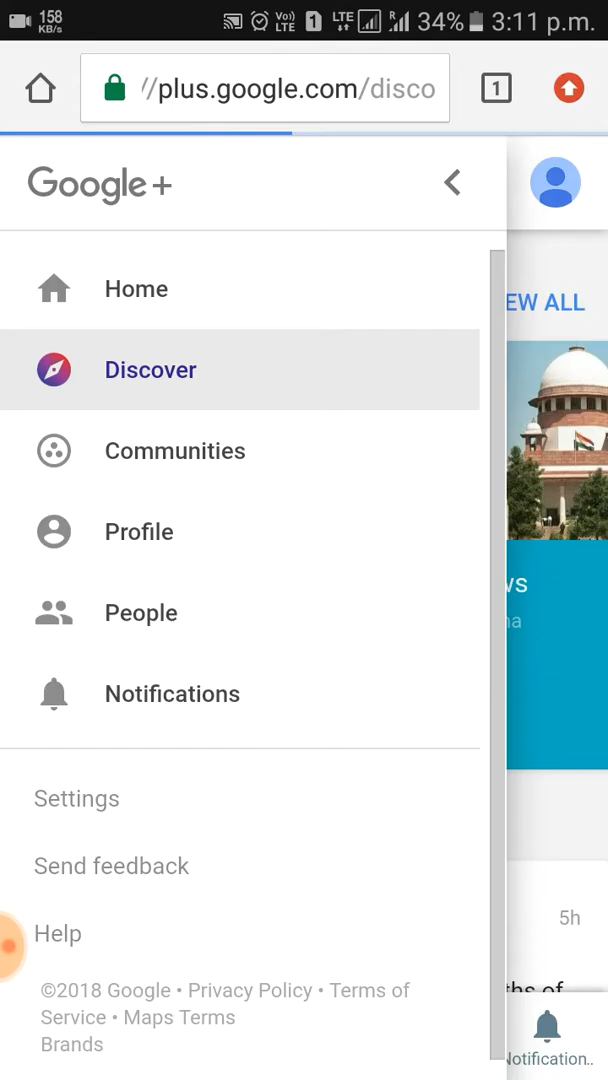 158
KB/s
Vo))
LTE
1
LTE
R
34%
3:11 p.m.
//plus.google.com/disco
1
Google+
Home
EW ALL
Discover
Communities
Profile
People
Notifications
Settings
Send feedback
Help
5h
©2018 Google • Privacy Policy • Terms of
Service • Maps Terms
Brands
Notification..